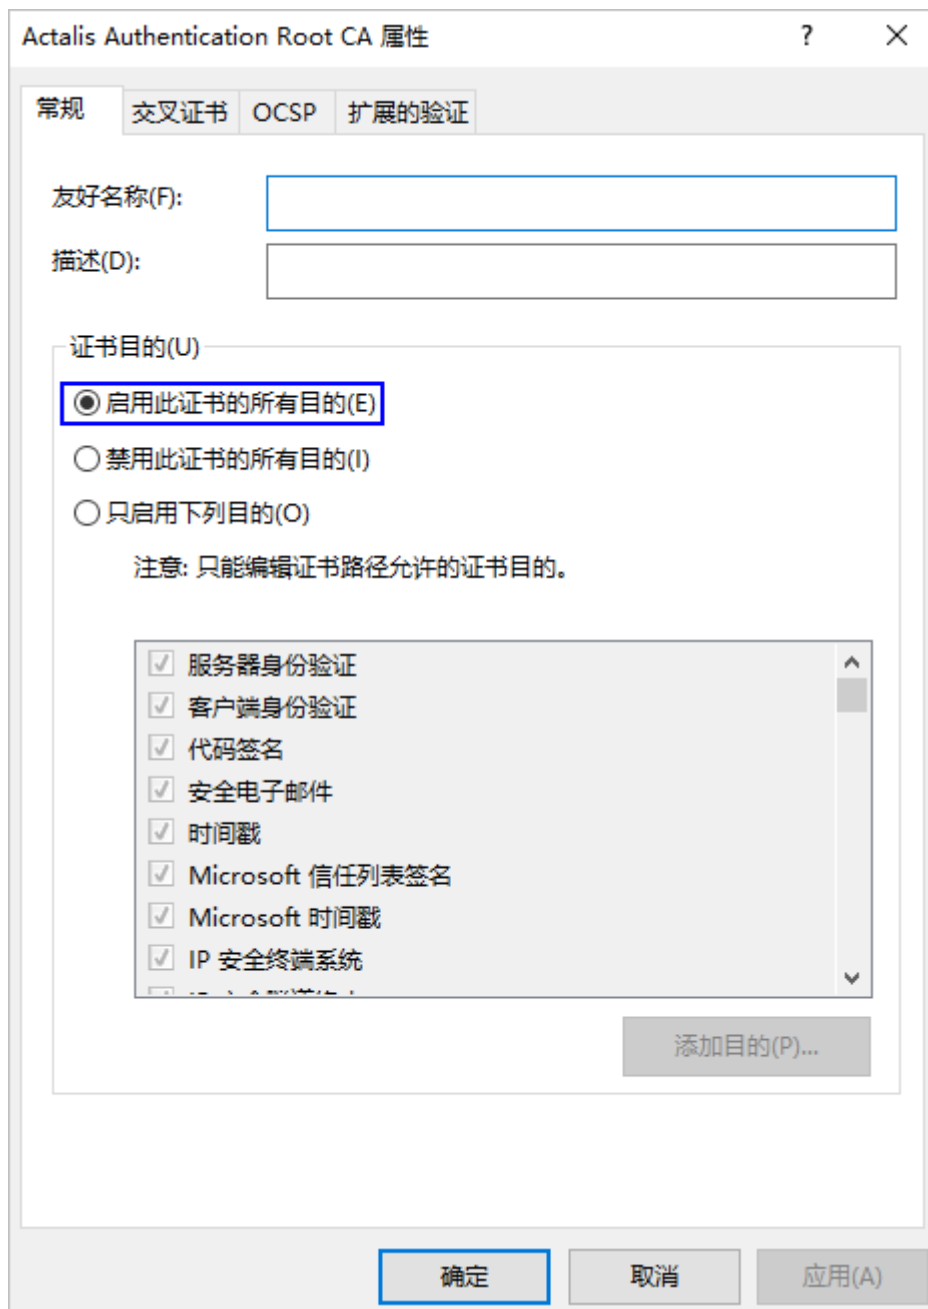 Actalis Authentication Root CA 属性
常规 交叉证书 OCSP 扩展的验证
友好名称(F):
描述(D):
证书目的(U)
启用此证书的所有目的(E)
禁用此证书的所有目的(I)
只启用下列目的(O)
注意: 只能编辑证书路径允许的证书目的。
服务器身份验证
客户端身份验证
代码签名
安全电子邮件
时间戳
Microsoft 信任列表签名
Microsoft 时间戳
IP 安全终端系统
添加目的(P)...
确定 取消 应用(A)